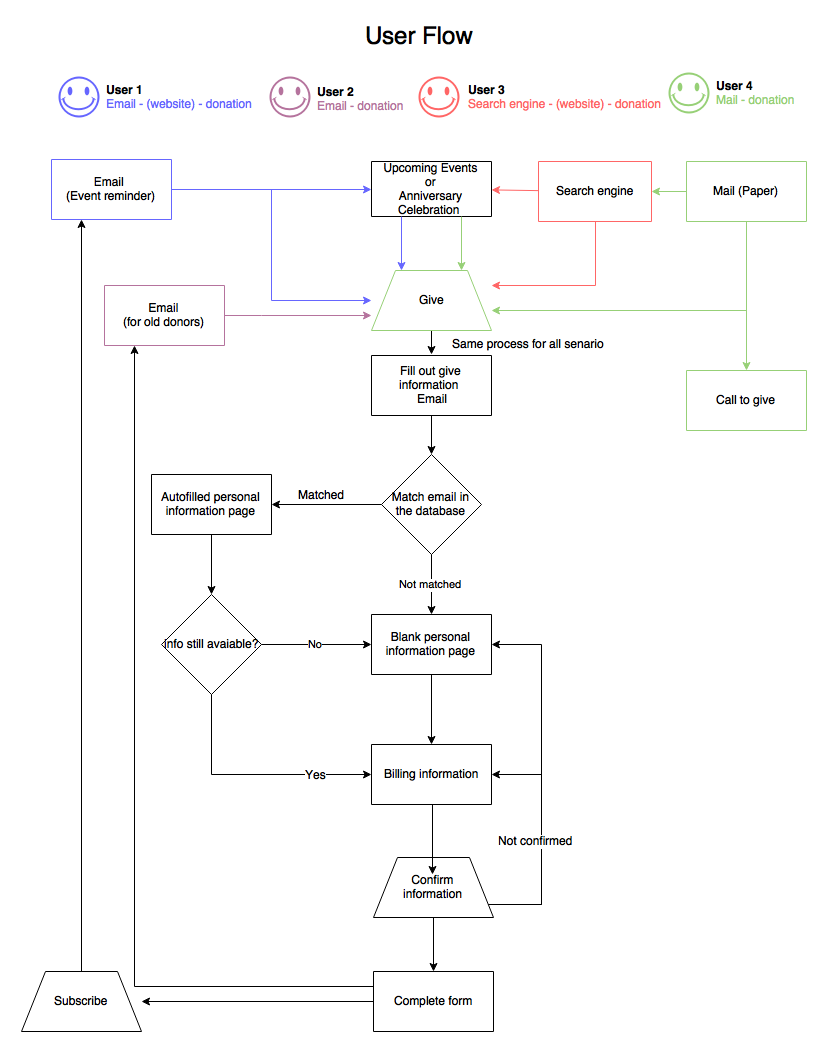 User Flow
User 1
Email - (website) - donation
User 2
Email - donation
User 3
Search engine - (website) - donation
User 4
Mail - donation
Email
(Event reminder)
Upcoming Events
or
Anniversary
Celebration
Search engine
Mail (Paper)
Email
(for old donors)
Give
Same process for all senario
Fill out give
information
Email
Call to give
Autofilled personal
information page
Matched
Match email in
the database
Not matched
Info still avaiable?
No
Blank personal
information page
Yes
Billing information
Not confirmed
Confirm
information
Subscribe
Complete form